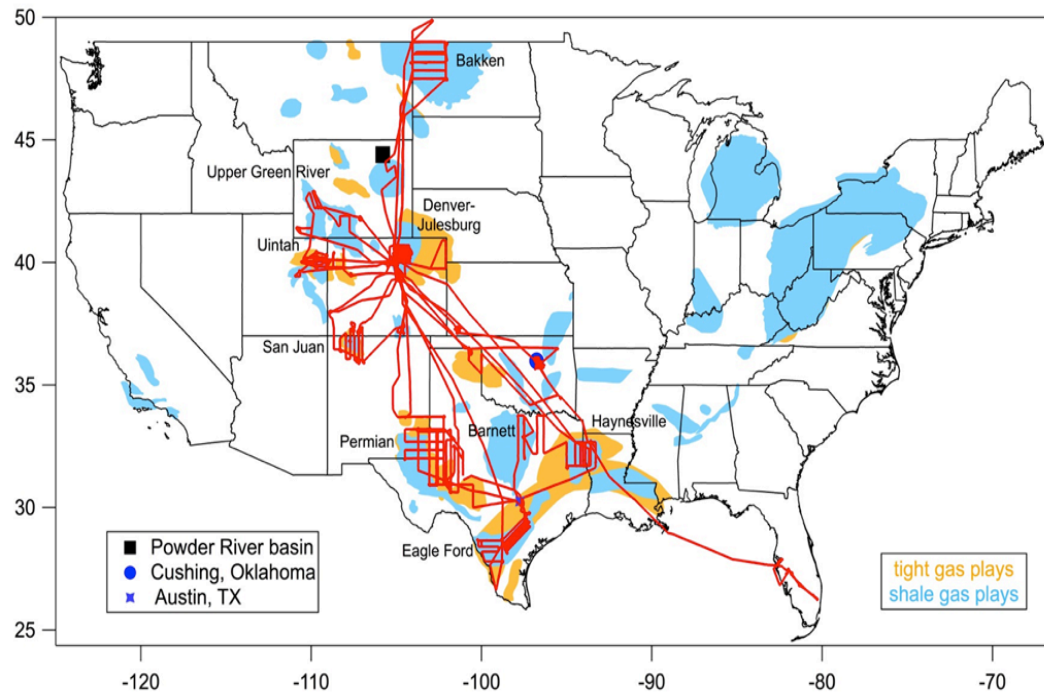 50
45
40
35
30
25
-120
-110
-100
-90
-80
-70
Bakken
Upper Green River
Denver-
Julesburg
Uintan
San Juan
Permian
Barnett
Haynesville
Eagle Ford
Powder River basin
Cushing, Oklahoma
Austin, TX
tight gas plays
shale gas plays